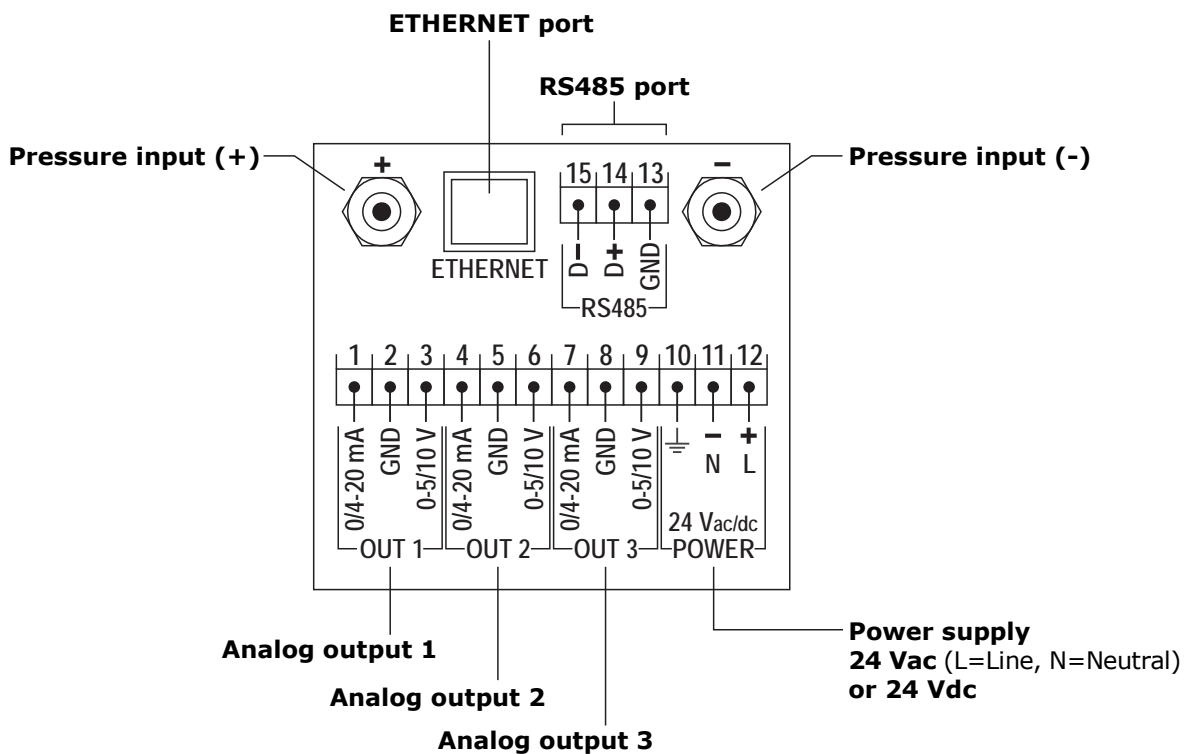 ETHERNET port
RS485 port
Pressure input (+)
Pressure input (-)
+
−
15 14 13
ETHERNET
D−
D+
GND
RS485
1 2 3 4 5 6 7 8 9 10 11 12
0/4-20 mA
GND
0-5/10 V
0/4-20 mA
GND
0-5/10 V
0/4-20 mA
GND
0-5/10 V
− +
N L
24 Vac/dc
OUT 1 OUT 2 OUT 3 POWER
Analog output 1
Analog output 2
Analog output 3
Power supply
24 Vac (L=Line, N=Neutral)
or 24 Vdc